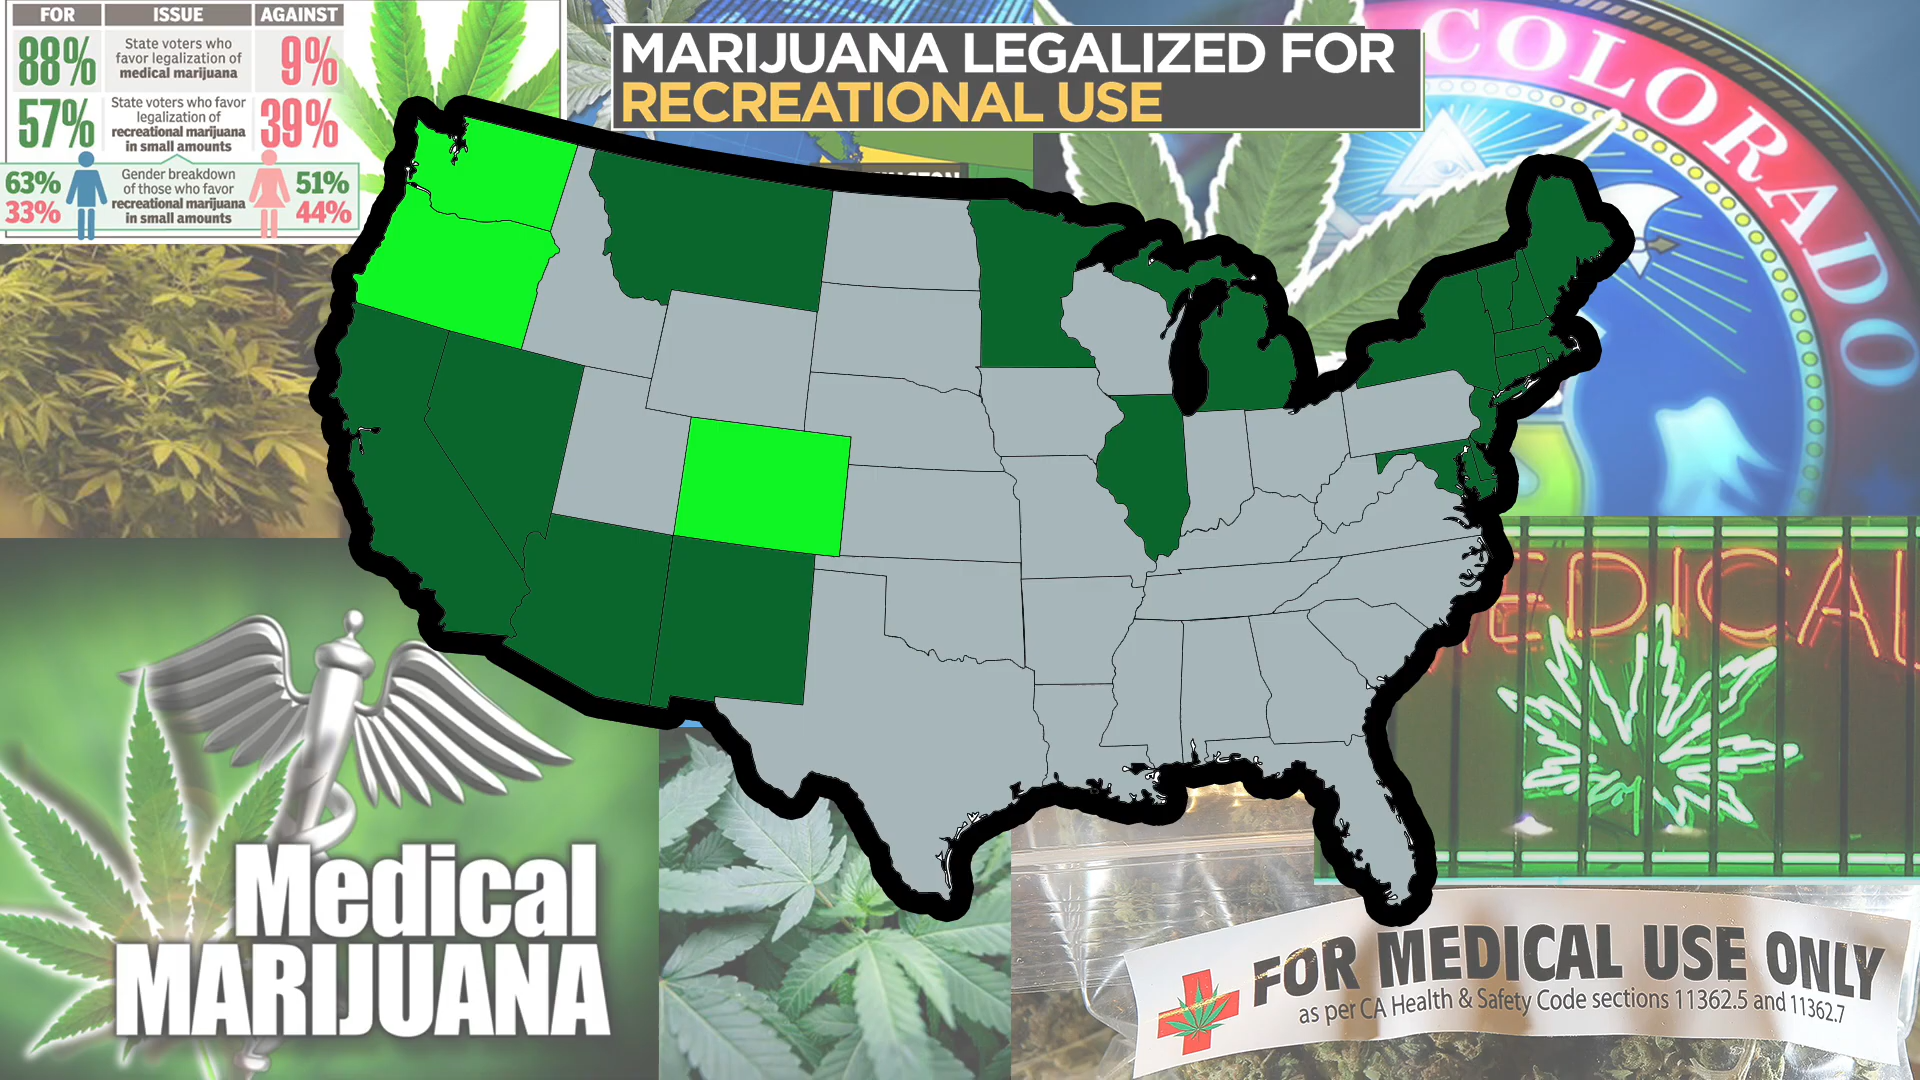 FOR ISSUE AGAINST
88% State voters who favor legalization of medical marijuana 9%
57% State voters who favor legalization of recreational marijuana in small amounts 39%
63% 33% Gender breakdown of those who favor recreational marijuana in small amounts 51% 44%
MARIJUANA LEGALIZED FOR
RECREATIONAL USE
COLORADO
EDICAL
Medical
MARIJUANA
FOR MEDICAL USE ONLY
as per CA Health & Safety Code sections 11362.5 and 11362.7